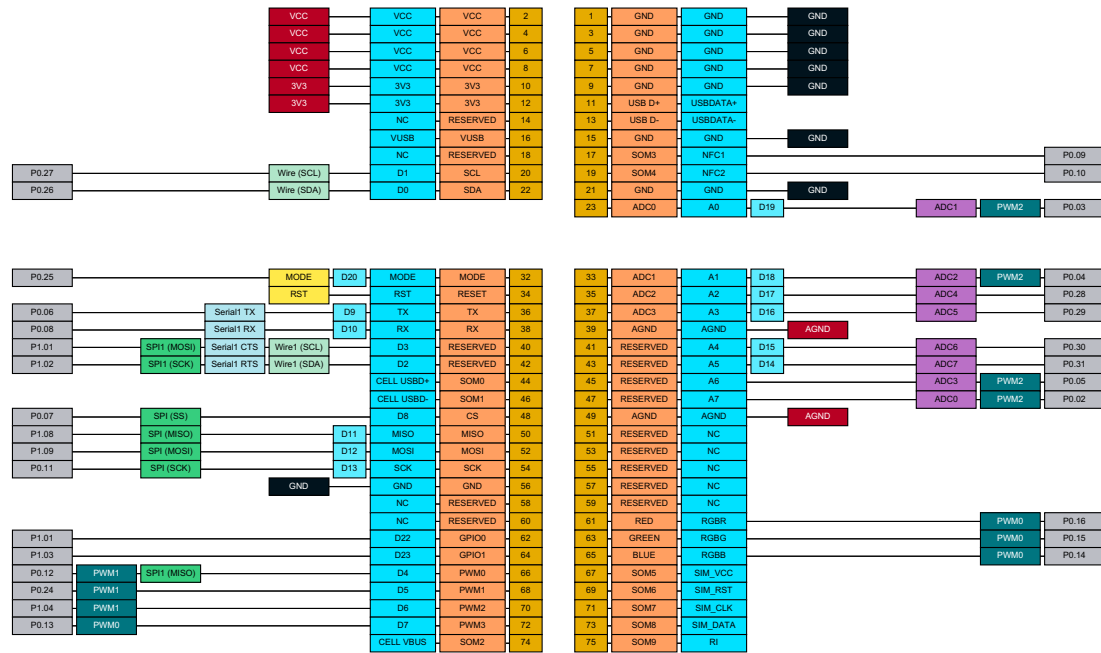 VCC VCC VCC 2 1 GND GND GND
VCC VCC VCC 4 3 GND GND GND
VCC VCC VCC 6 5 GND GND GND
VCC VCC VCC 8 7 GND GND GND
3V3 3V3 3V3 10 9 GND GND GND
3V3 3V3 3V3 12 11 USB D+ USBDATA+
NC RESERVED 14 13 USB D- USBDATA-
VUSB VUSB 16 15 GND GND GND
NC RESERVED 18 17 SOM3 NFC1 P0.09
P0.27 Wire (SCL) D1 SCL 20 19 SOM4 NFC2 P0.10
P0.26 Wire (SDA) D0 SDA 22 21 GND GND GND
23 ADC0 A0 D19 ADC1 PWM2 P0.03
P0.25 MODE D20 MODE MODE 32 33 ADC1 A1 D18 ADC2 PWM2 P0.04
RST RST RESET 34 35 ADC2 A2 D17 ADC4 P0.28
P0.06 Serial1 TX D9 TX TX 36 37 ADC3 A3 D16 ADC5 P0.29
P0.08 Serial1 RX D10 RX RX 38 39 AGND AGND AGND
P1.01 SPI1 (MOSI) Serial1 CTS Wire1 (SCL) D3 RESERVED 40 41 RESERVED A4 D15 ADC6 P0.30
P1.02 SPI1 (SCK) Serial1 RTS Wire1 (SDA) D2 RESERVED 42 43 RESERVED A5 D14 ADC7 P0.31
CELL USBD+ SOM0 44 45 RESERVED A6 ADC3 PWM2 P0.05
CELL USBD- SOM1 46 47 RESERVED A7 ADC0 PWM2 P0.02
P0.07 SPI (SS) D8 CS 48 49 AGND AGND AGND
P1.08 SPI (MISO) D11 MISO MISO 50 51 RESERVED NC
P1.09 SPI (MOSI) D12 MOSI MOSI 52 53 RESERVED NC
P0.11 SPI (SCK) D13 SCK SCK 54 55 RESERVED NC
GND GND GND 56 57 RESERVED NC
NC RESERVED 58 59 RESERVED NC
NC RESERVED 60 61 RED RGBR PWM0 P0.16
P1.01 D22 GPIO0 62 63 GREEN RGBG PWM0 P0.15
P1.03 D23 GPIO1 64 65 BLUE RGBB PWM0 P0.14
P0.12 PWM1 SPI1 (MISO) D4 PWM0 66 67 SOM5 SIM_VCC
P0.24 PWM1 D5 PWM1 68 69 SOM6 SIM_RST
P1.04 PWM1 D6 PWM2 70 71 SOM7 SIM_CLK
P0.13 PWM0 D7 PWM3 72 73 SOM8 SIM_DATA
CELL VBUS SOM2 74 75 SOM9 RI